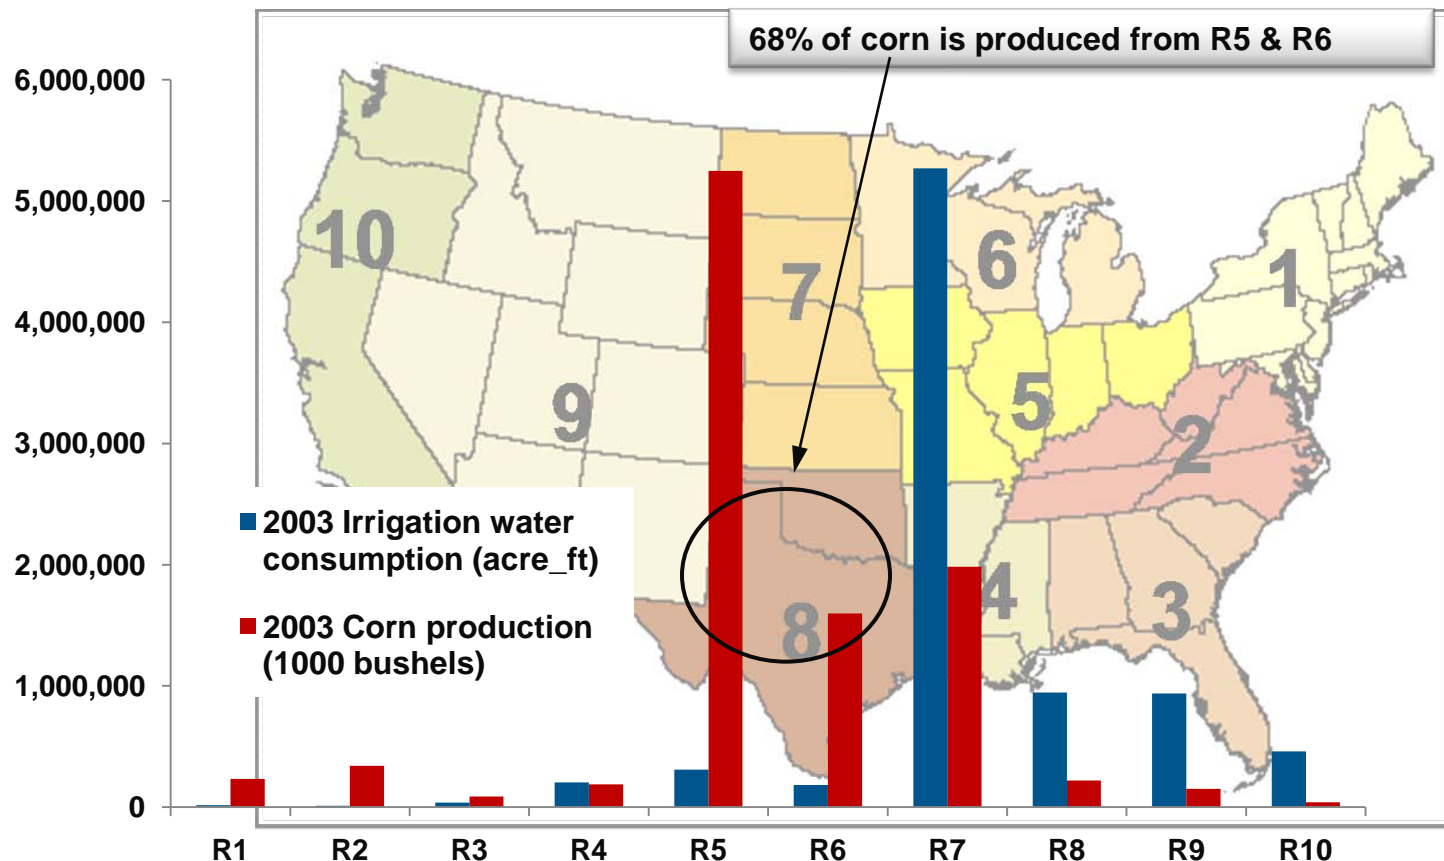 68% of corn is produced from R5 & R6
6,000,000
5,000,000
4,000,000
3,000,000
2,000,000
1,000,000
0
10
9
7
6
5
1
2
3
4
8
2003 Irrigation water
consumption (acre_ft)
2003 Corn production
(1000 bushels)
R1 R2 R3 R4 R5 R6 R7 R8 R9 R10